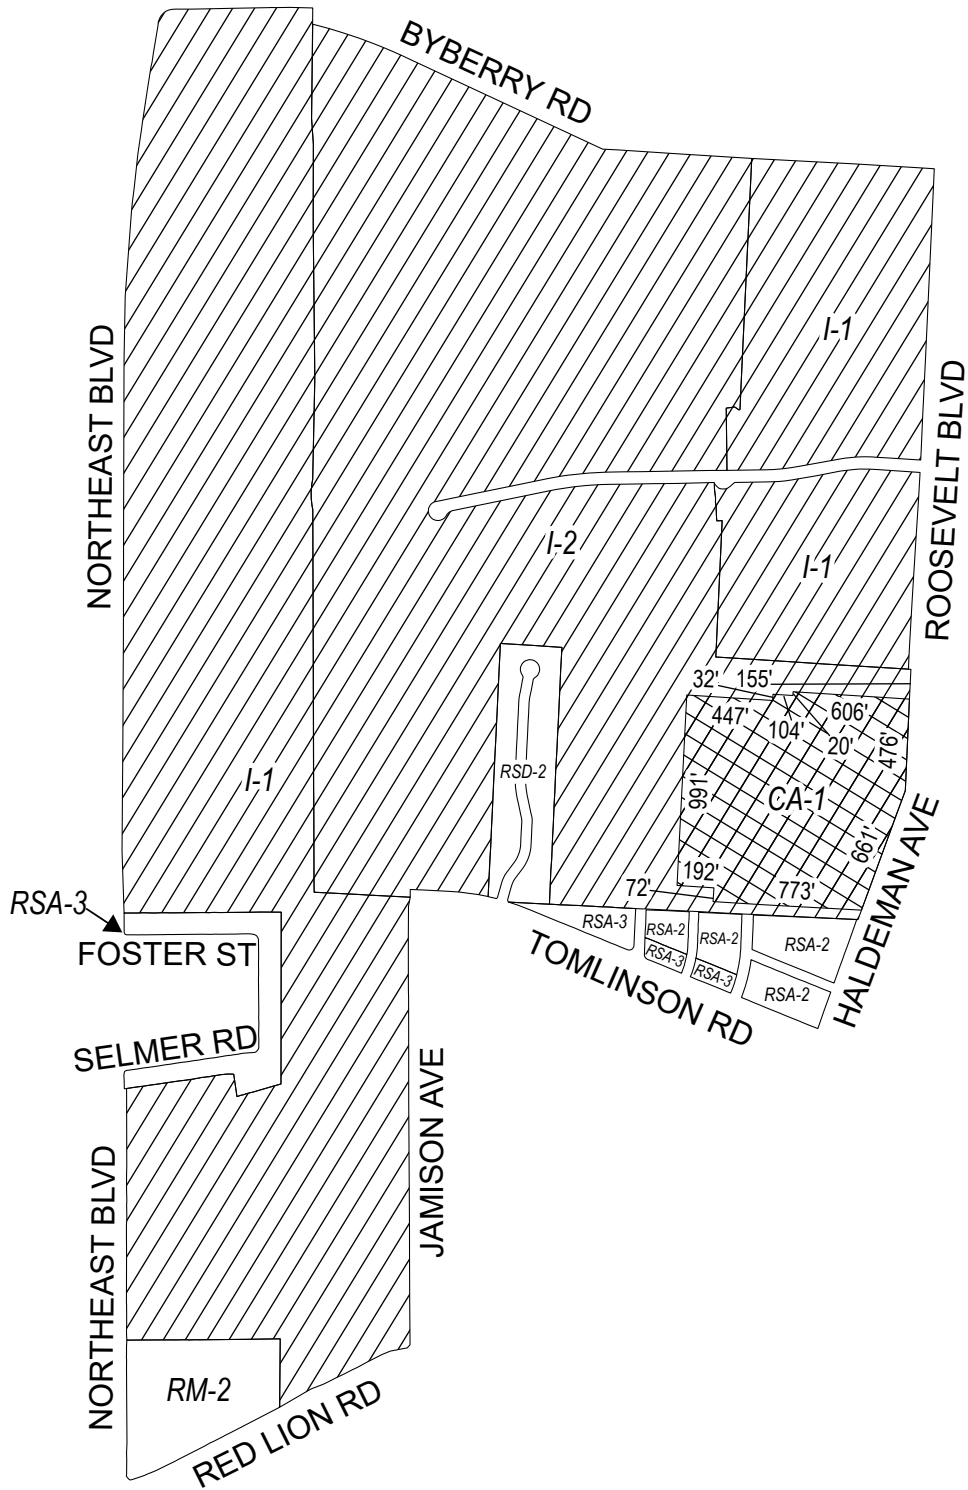 BYBERRY RD
I-1
NORTHEAST BLVD
ROOSEVELT BLVD
I-2
I-1
32' 155'
447'
606'
104'
20'
476'
I-1
RSD-2
991'
CA-1
661'
HALDEMAN AVE
192'
72'
773'
RSA-3
RSA-3
RSA-2
RSA-2
RSA-2
FOSTER ST
RSA-3
RSA-3
RSA-2
TOMLINSON RD
SELMER RD
JAMISON AVE
NORTHEAST BLVD
RM-2
RED LION RD